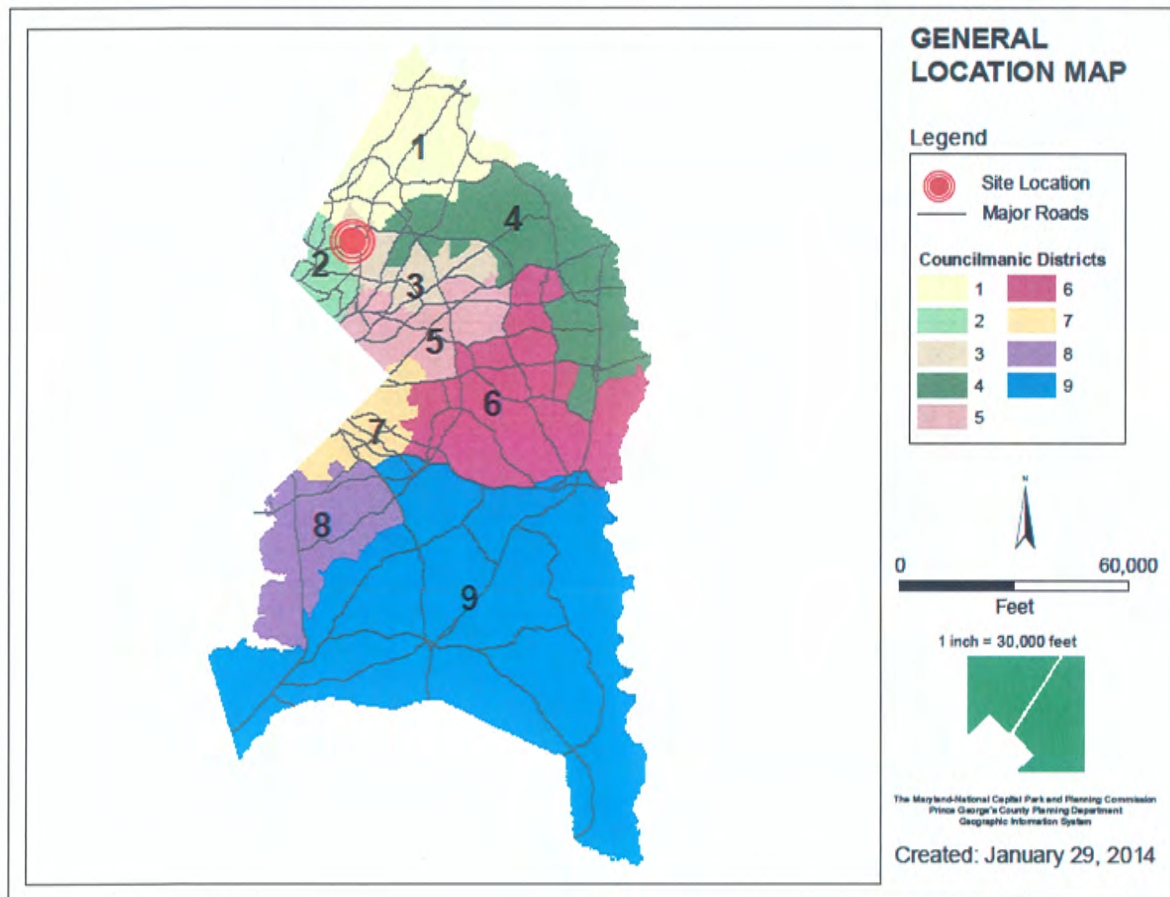 GENERAL
LOCATION MAP
Legend
Site Location
Major Roads
Councilmanic Districts
1 6
2 7
3 8
4 9
5
N
0 60,000
Feet
1 inch = 30,000 feet
The Maryland-National Capital Park and Planning Commission
Prince George's County Planning Department
Geographic Information System
Created: January 29, 2014
1
4
2
3
5
6
7
8
9